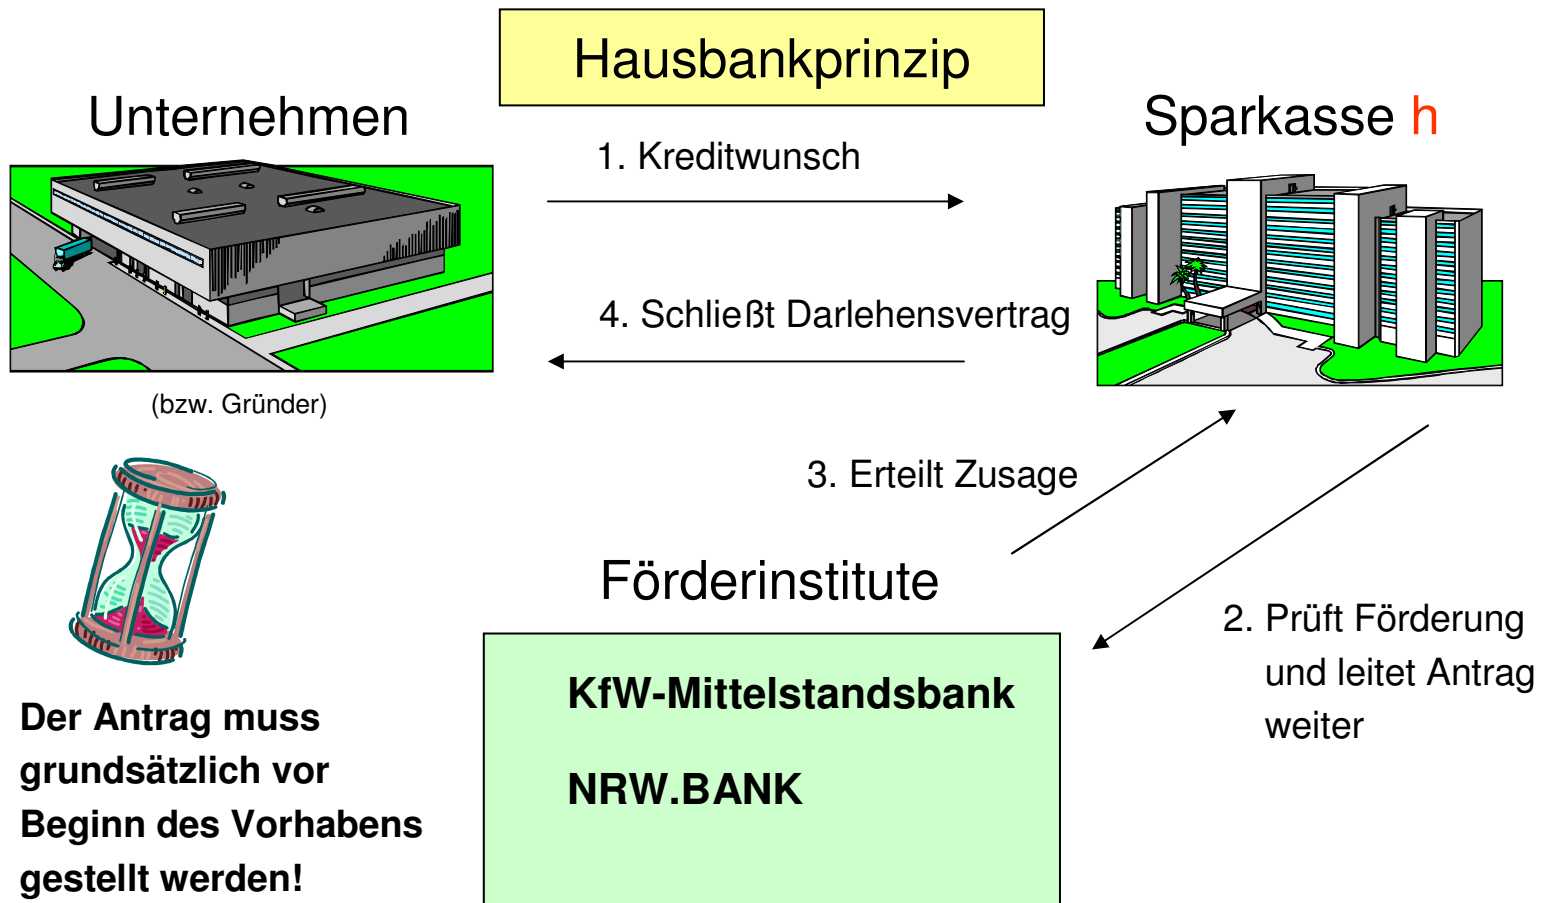 Hausbankprinzip
Unternehmen
Sparkasse h
1. Kreditwunsch
4. Schließt Darlehensvertrag
(bzw. Gründer)
3. Erteilt Zusage
Förderinstitute
2. Prüft Förderung
und leitet Antrag
weiter
KfW-Mittelstandsbank
NRW.BANK
Der Antrag muss
grundsätzlich vor
Beginn des Vorhabens
gestellt werden!